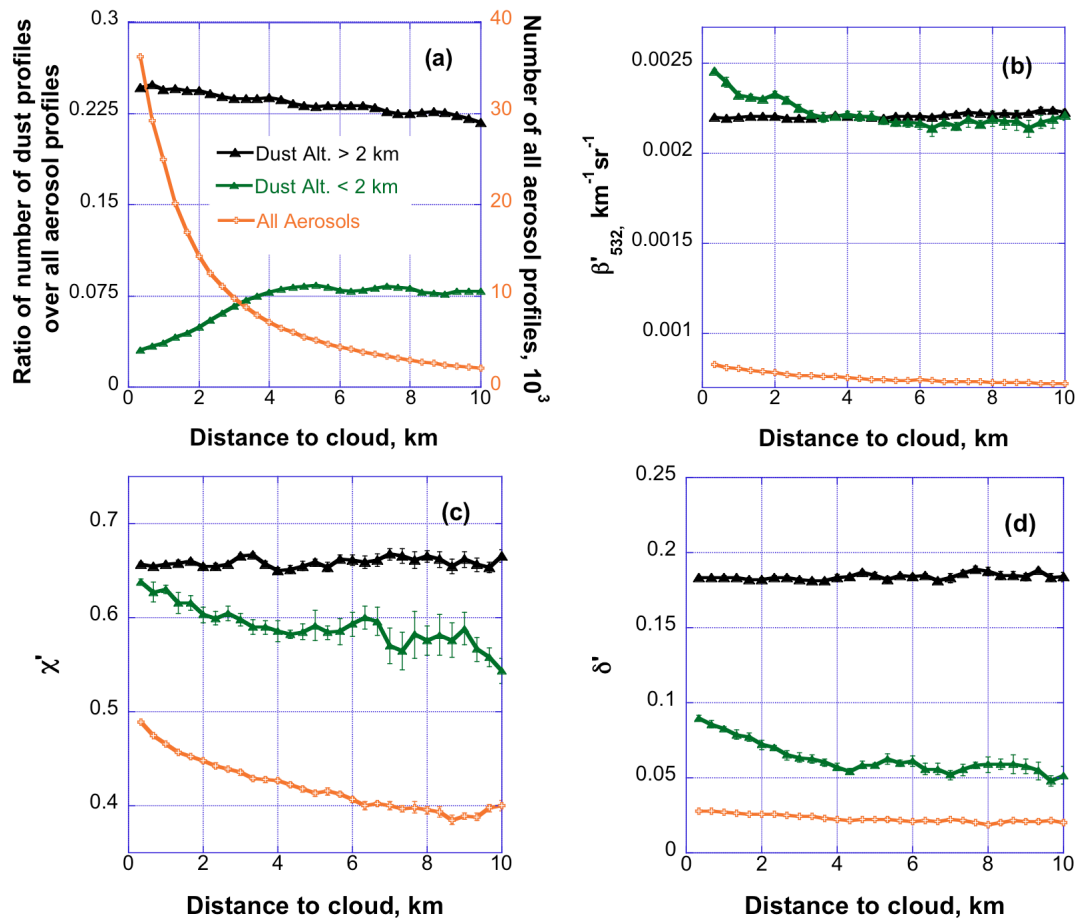 Ratio of number of dust profiles
over all aerosol profiles
0.3
0.225
0.15
0.075
0
(a)
Dust Alt. > 2 km
Dust Alt. < 2 km
All Aerosols
40
30
20
10
0
Number of all aerosol profiles, 10³
0 2 4 6 8 10
Distance to cloud, km
β'532, km-1 sr-1
0.0025
0.002
0.0015
0.001
(b)
0 2 4 6 8 10
Distance to cloud, km
χ'
0.7
0.6
0.5
0.4
(c)
0 2 4 6 8 10
Distance to cloud, km
δ'
0.25
0.2
0.15
0.1
0.05
0
(d)
0 2 4 6 8 10
Distance to cloud, km